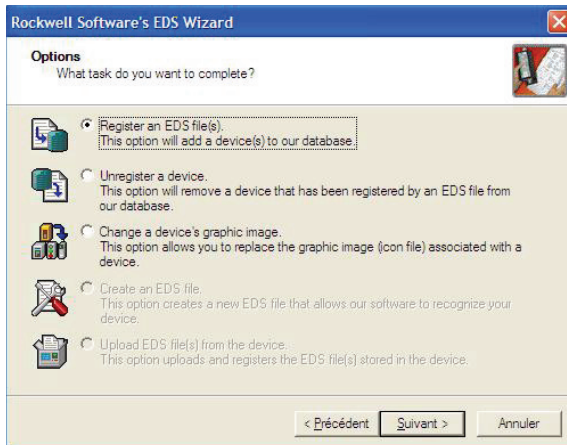 Rockwell Software's EDS Wizard
Options
What task do you want to complete?
Register an EDS file(s).
This option will add a device(s) to our database.
Unregister a device.
This option will remove a device that has been registered by an EDS file from
our database.
Change a device's graphic image.
This option allows you to replace the graphic image (icon file) associated with a
device.
Create an EDS file.
This option creates a new EDS file that allows our software to recognize your
device.
Upload EDS file(s) from the device.
This option uploads and registers the EDS file(s) stored in the device.
< Précédent
Suivant >
Annuler